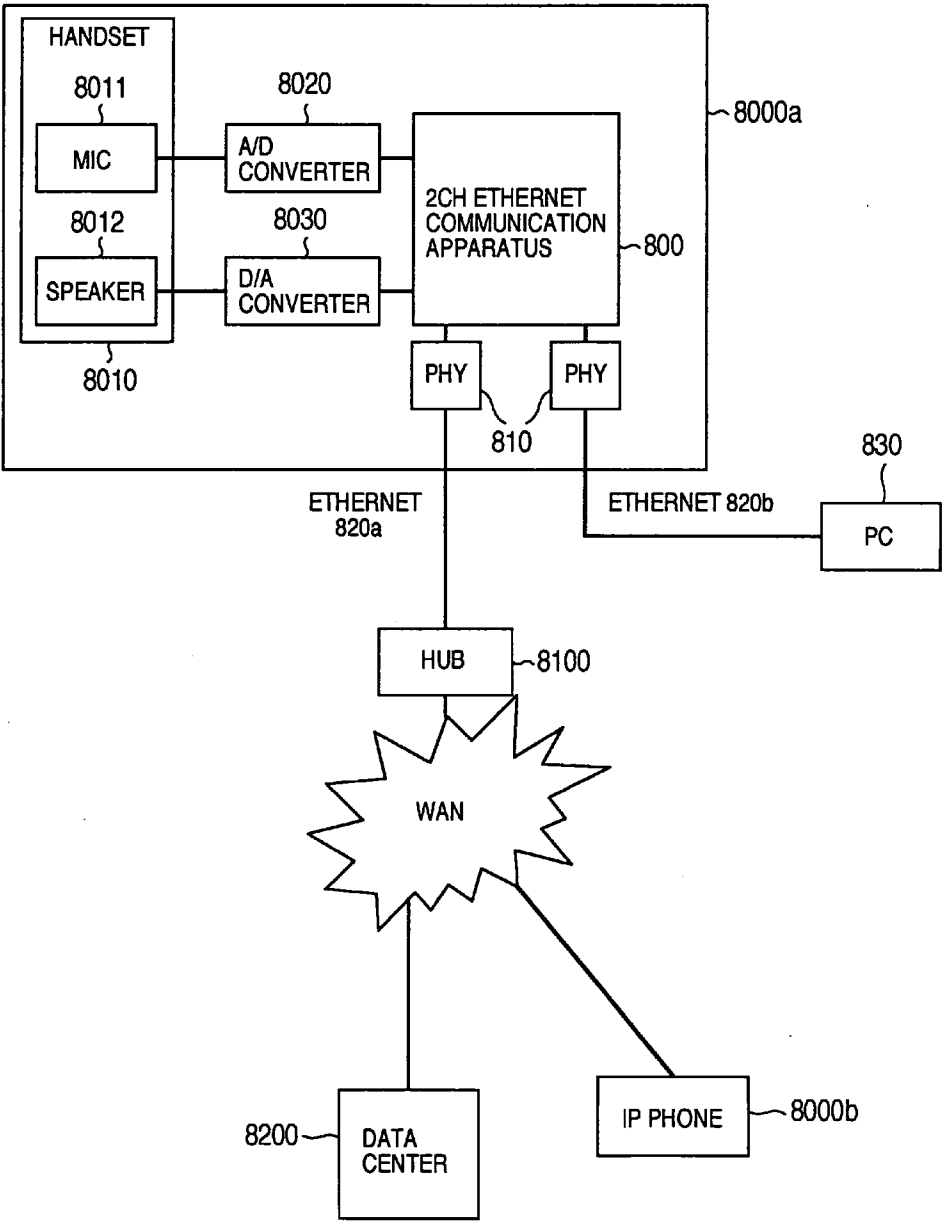 HANDSET
8011
MIC
8012
SPEAKER
8010
8020
A/D
CONVERTER
8030
D/A
CONVERTER
2CH ETHERNET
COMMUNICATION
APPARATUS
800
8000a
PHY
PHY
810
ETHERNET
820a
ETHERNET 820b
830
PC
HUB
8100
WAN
8200
DATA
CENTER
IP PHONE
8000b